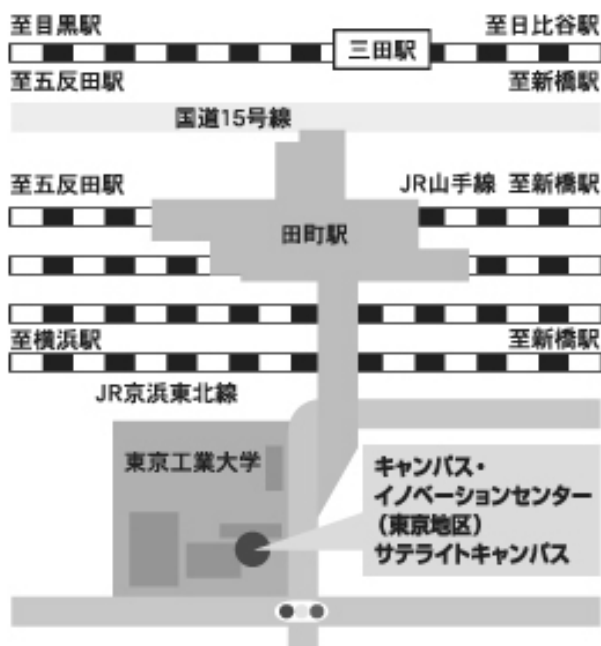 至目黒駅
至日比谷駅
三田駅
至五反田駅
至新橋駅
国道15号線
至五反田駅
JR山手線 至新橋駅
田町駅
至横浜駅
至新橋駅
JR京浜東北線
東京工業大学
キャンパス・
イノベーションセンター
（東京地区）
サテライトキャンパス